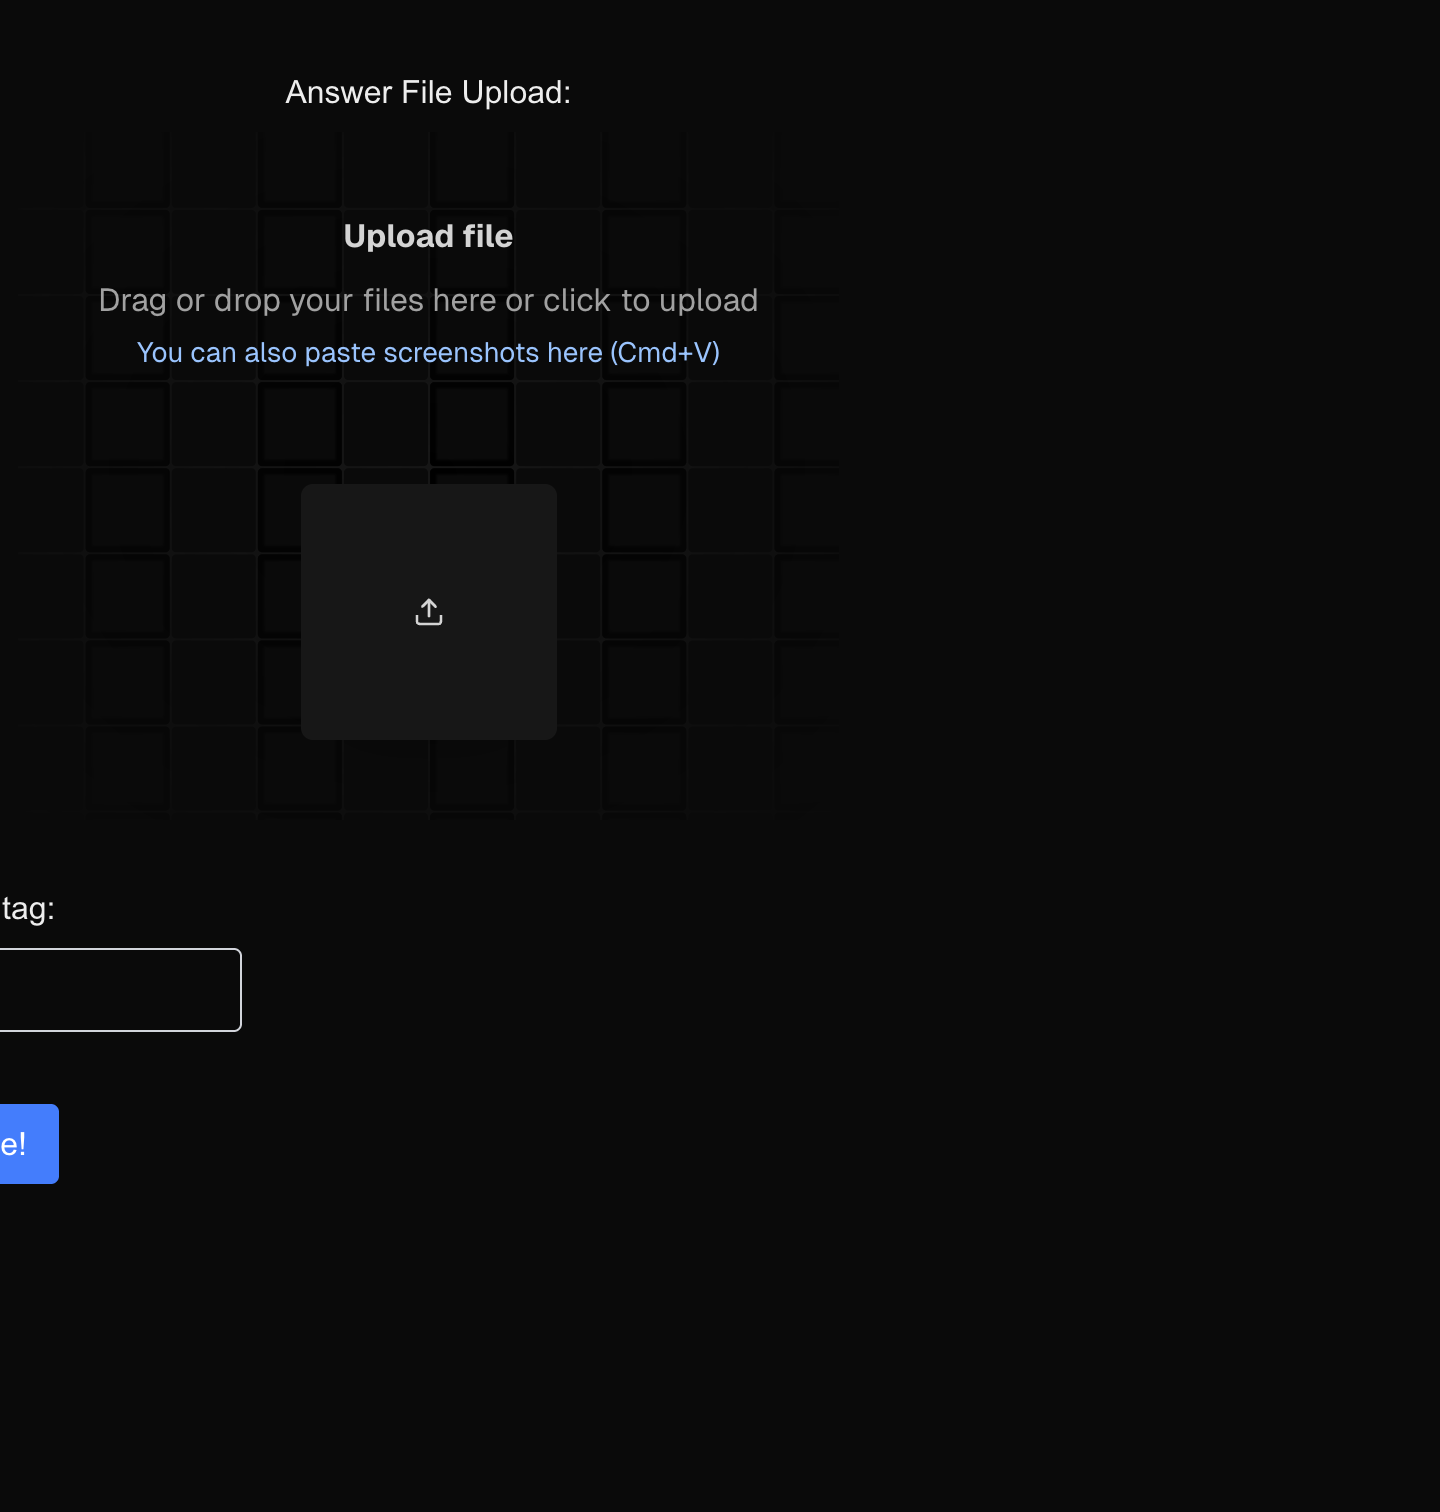 Answer File Upload:
Upload file
Drag or drop your files here or click to upload
You can also paste screenshots here (Cmd+V)
tag:
e!